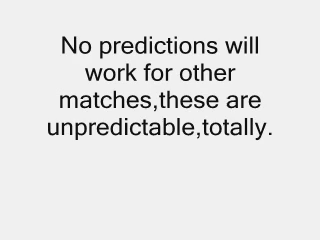 No predictions will
work for other
matches,these are
unpredictable,totally.